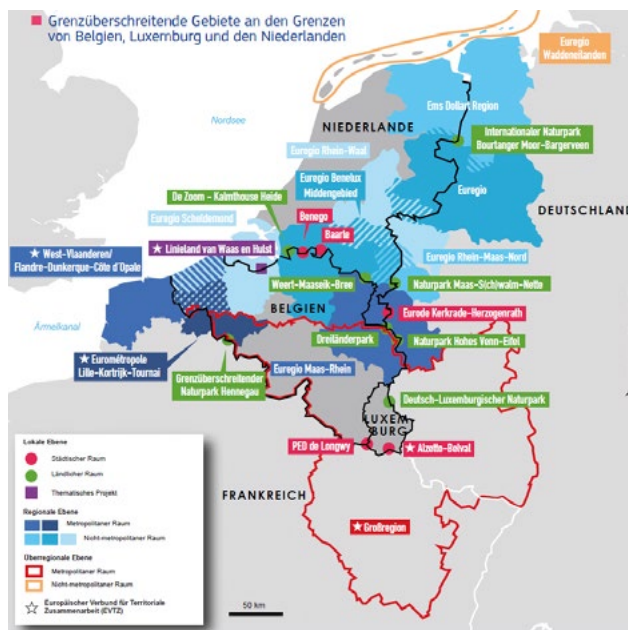 Grenzüberschreitende Gebiete an den Grenzen
von Belgien, Luxemburg und den Niederlanden
Euregio
Waddeneilanden
Ems Dollart Region
Nordsee
NIEDERLANDE
Internationaler Naturpark
Bourtanger Moor-Bargerveen
Euregio Rhein-Waal
Euregio Benelux
Middengebied
Euregio
De Zoom - Kalmthouse Heide
Benego
DEUTSCHLAND
Euregio Scheldemond
Baarle
West-Vlaanderen/
Flandre-Dunkerque-Côte d'Opale
Linieland van Waas en Hulst
Euregio Rhein-Maas-Nord
Weert-Maaseik-Bree
Naturpark Maas-S(ch)walm-Nette
BELGIEN
Eurode Kerkrade-Herzogenrath
Ärmelkanal
Dreiländerpark
Naturpark Hohes Venn-Eifel
Eurométropole
Lille-Kortrijk-Tournai
Euregio Maas-Rhein
Grenzüberschreitender
Naturpark Hennegau
Deutsch-Luxemburgischer Naturpark
LUXEM
BURG
PED de Longwy
Alzette-Belval
FRANKREICH
Großregion
Lokale Ebene
Städtischer Raum
Ländlicher Raum
Thematisches Projekt
Regionale Ebene
Metropolitaner Raum
Nicht-metropolitaner Raum
Überregionale Ebene
Metropolitaner Raum
Nicht-metropolitaner Raum
Europäischer Verbund für Territoriale
Zusammenarbeit (EVTZ)
50 km